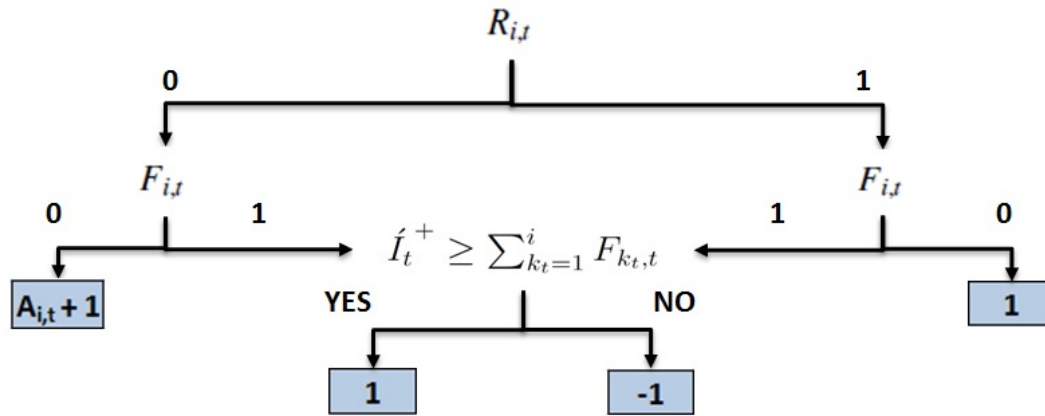 R_{i,t}
0 1
F_{i,t} F_{i,t}
0 1 1 0
Í_t^+ ≥ ∑_{k_t=1}^{i} F_{k_t,t}
A_{i,t} + 1 YES NO 1
1 -1